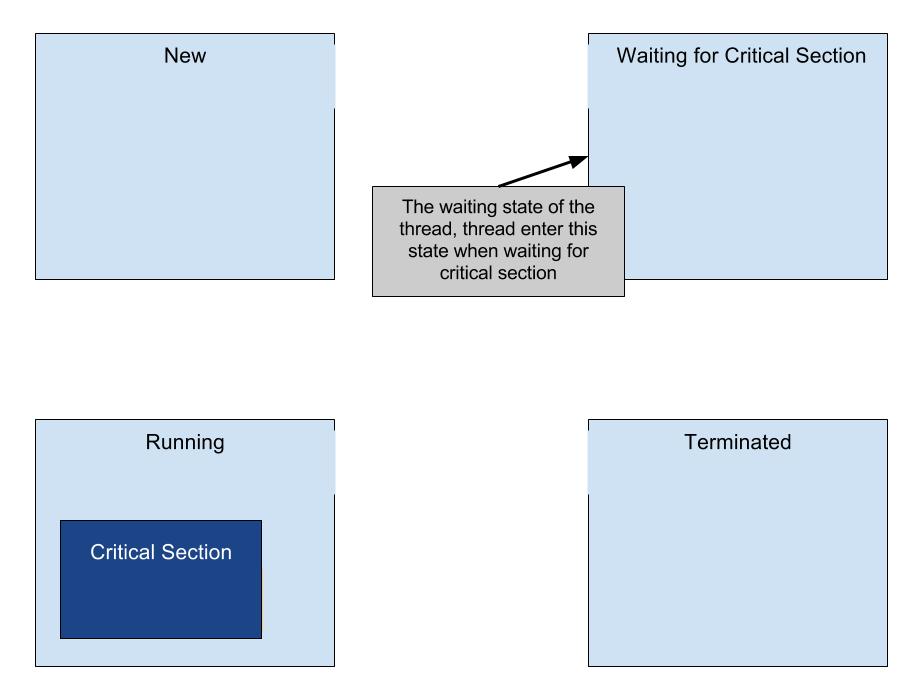 New
Waiting for Critical Section
The waiting state of the
thread, thread enter this
state when waiting for
critical section
Running
Terminated
Critical Section